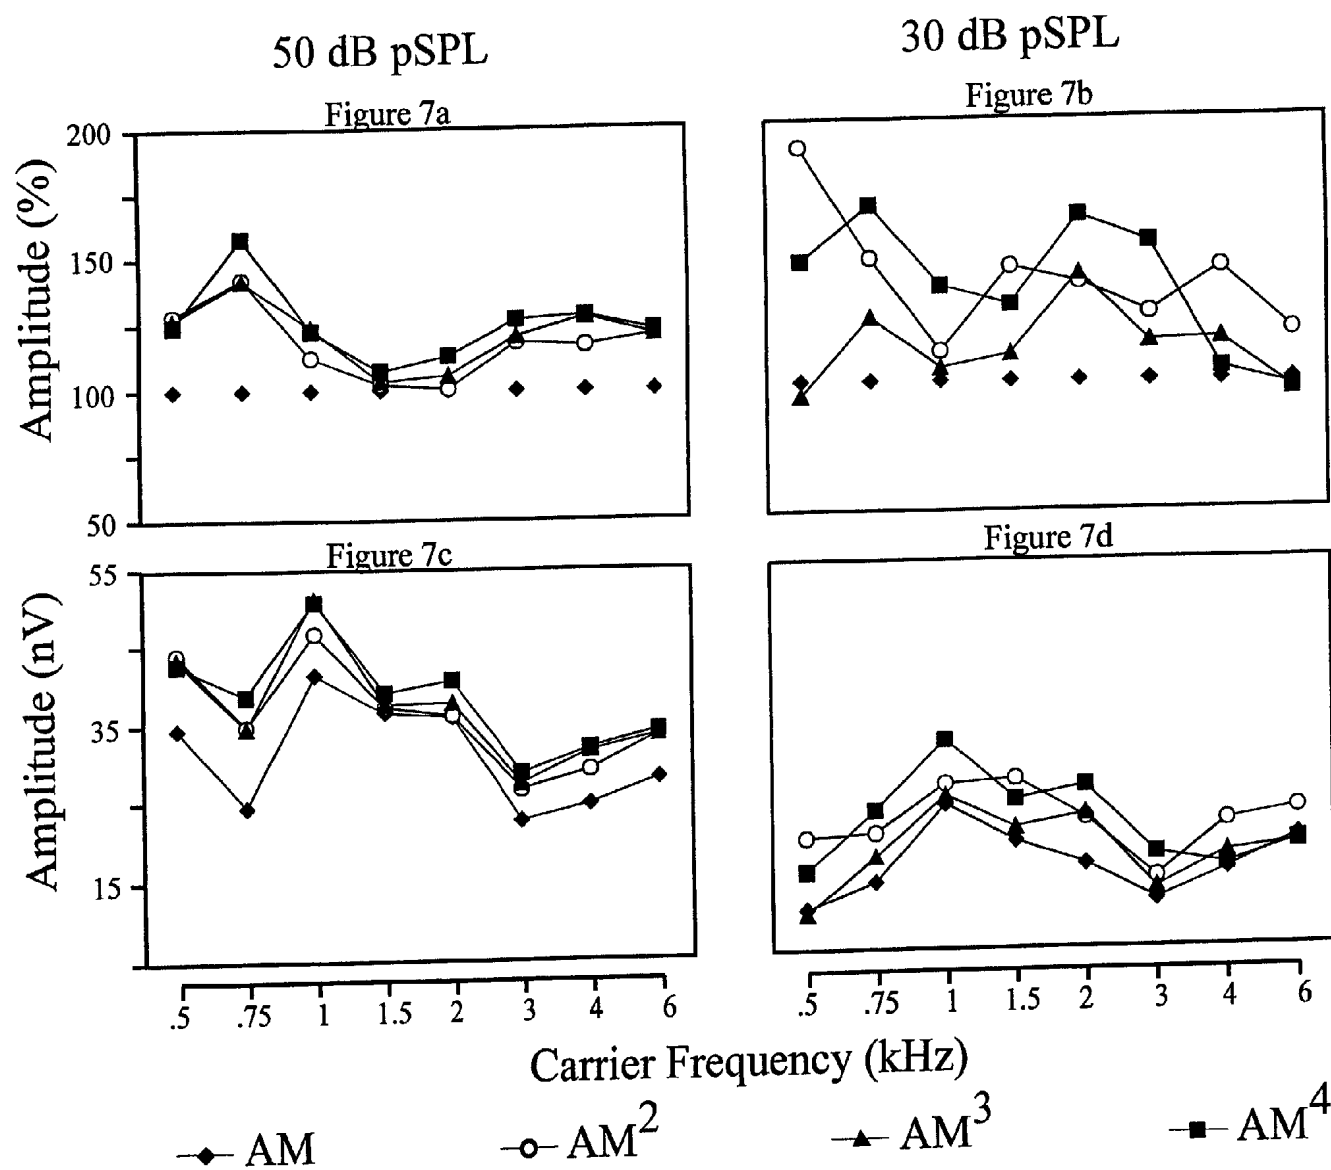 50 dB pSPL
30 dB pSPL
Figure 7a
Figure 7b
Amplitude (%)
200
150
100
50
Figure 7c
Figure 7d
Amplitude (nV)
55
35
15
.5 .75 1 1.5 2 3 4 6
.5 .75 1 1.5 2 3 4 6
Carrier Frequency (kHz)
AM AM² AM³ AM⁴